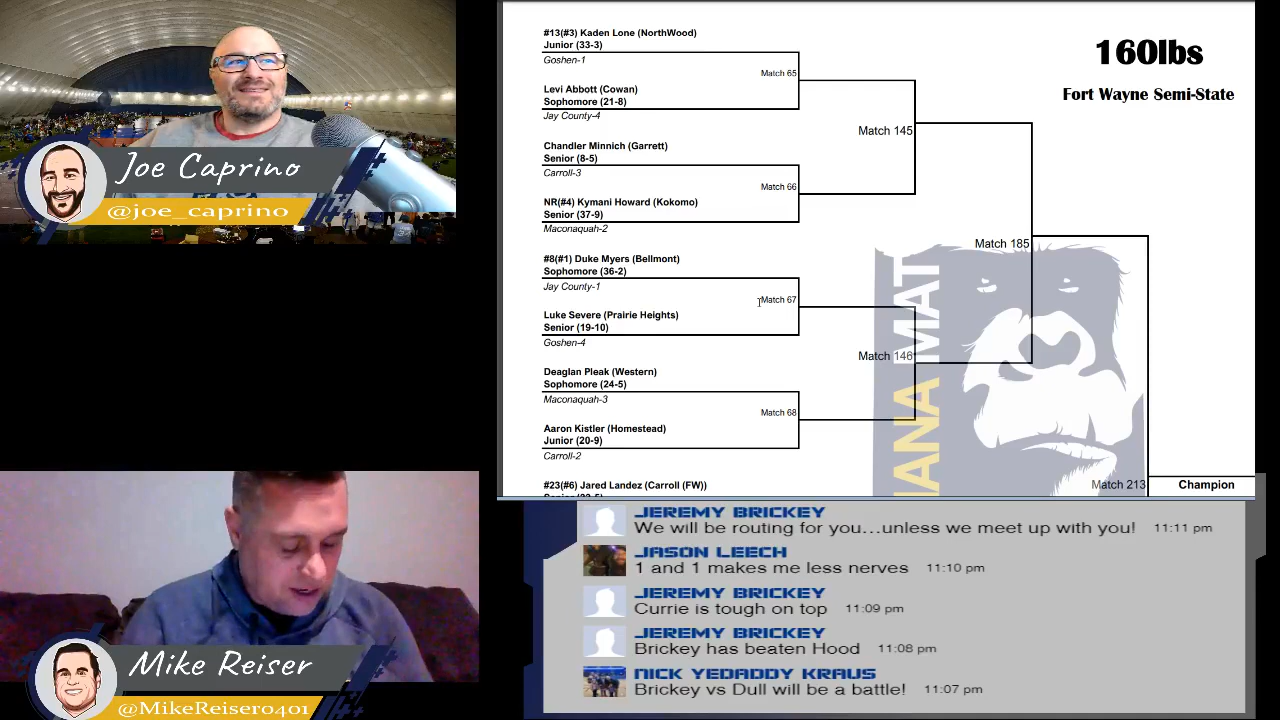 Joe Caprino
@joe_caprino
Mike Reiser
@MikeReiser0401
160lbs
Fort Wayne Semi-State
#13(#3) Kaden Lone (NorthWood)
Junior (33-3)
Goshen-1
Match 65
Levi Abbott (Cowan)
Sophomore (21-8)
Jay County-4
Match 145
Chandler Minnich (Garrett)
Senior (8-5)
Carroll-3
Match 66
NR(#4) Kymani Howard (Kokomo)
Senior (37-9)
Maconaquah-2
Match 185
#8(#1) Duke Myers (Bellmont)
Sophomore (36-2)
Jay County-1
Match 67
Luke Severe (Prairie Heights)
Senior (19-10)
Goshen-4
Match 146
Deaglan Pleak (Western)
Sophomore (24-5)
Maconaquah-3
Match 68
Aaron Kistler (Homestead)
Junior (20-9)
Carroll-2
#23(#6) Jared Landez (Carroll (FW))
Match 213
Champion
IANA MAT
JEREMY BRICKEY
We will be routing for you...unless we meet up with you! 11:11 pm
JASON LEECH
1 and 1 makes me less nerves 11:10 pm
JEREMY BRICKEY
Currie is tough on top 11:09 pm
JEREMY BRICKEY
Brickey has beaten Hood 11:08 pm
NICK YEDADDY KRAUS
Brickey vs Dull will be a battle! 11:07 pm